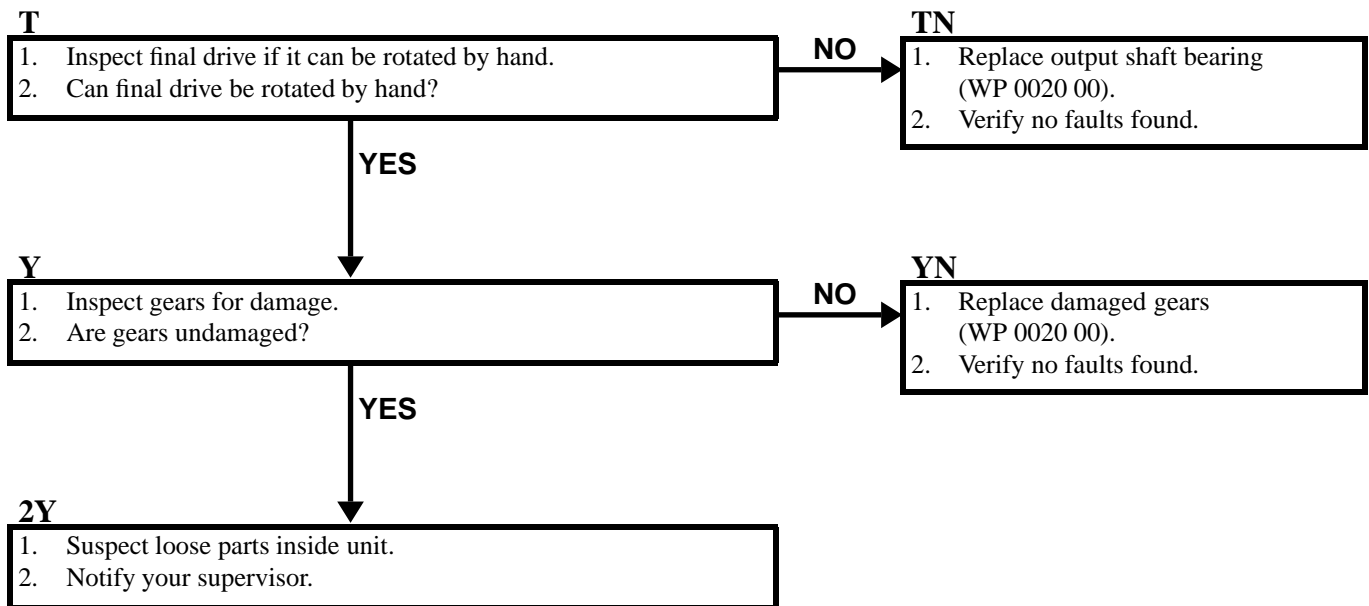 T
1. Inspect final drive if it can be rotated by hand.
2. Can final drive be rotated by hand?
NO
TN
1. Replace output shaft bearing
(WP 0020 00).
2. Verify no faults found.
YES
Y
1. Inspect gears for damage.
2. Are gears undamaged?
NO
YN
1. Replace damaged gears
(WP 0020 00).
2. Verify no faults found.
YES
2Y
1. Suspect loose parts inside unit.
2. Notify your supervisor.